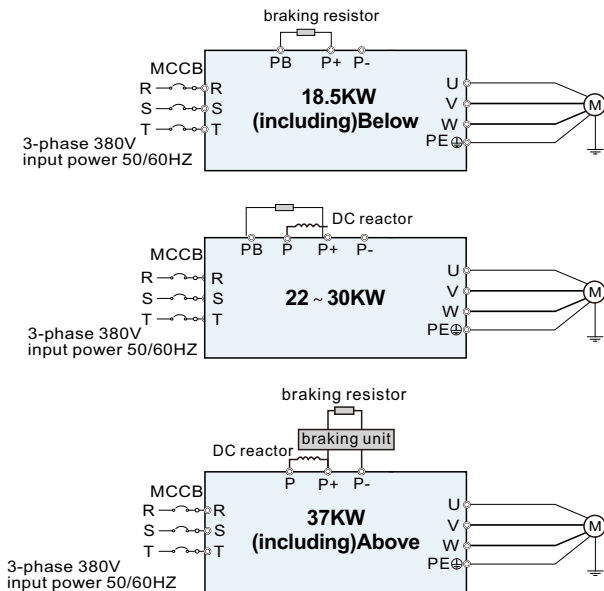 braking resistor
PB P+ P-
MCCB
R R
S S
T T
18.5KW
(including)Below
U
V
W
PE
M
3-phase 380V
input power 50/60HZ
DC reactor
PB P P+ P-
MCCB
R R
S S
T T
22 ~ 30KW
U
V
W
PE
M
3-phase 380V
input power 50/60HZ
braking resistor
braking unit
DC reactor
P P+ P-
MCCB
R R
S S
T T
37KW
(including)Above
U
V
W
PE
M
3-phase 380V
input power 50/60HZ